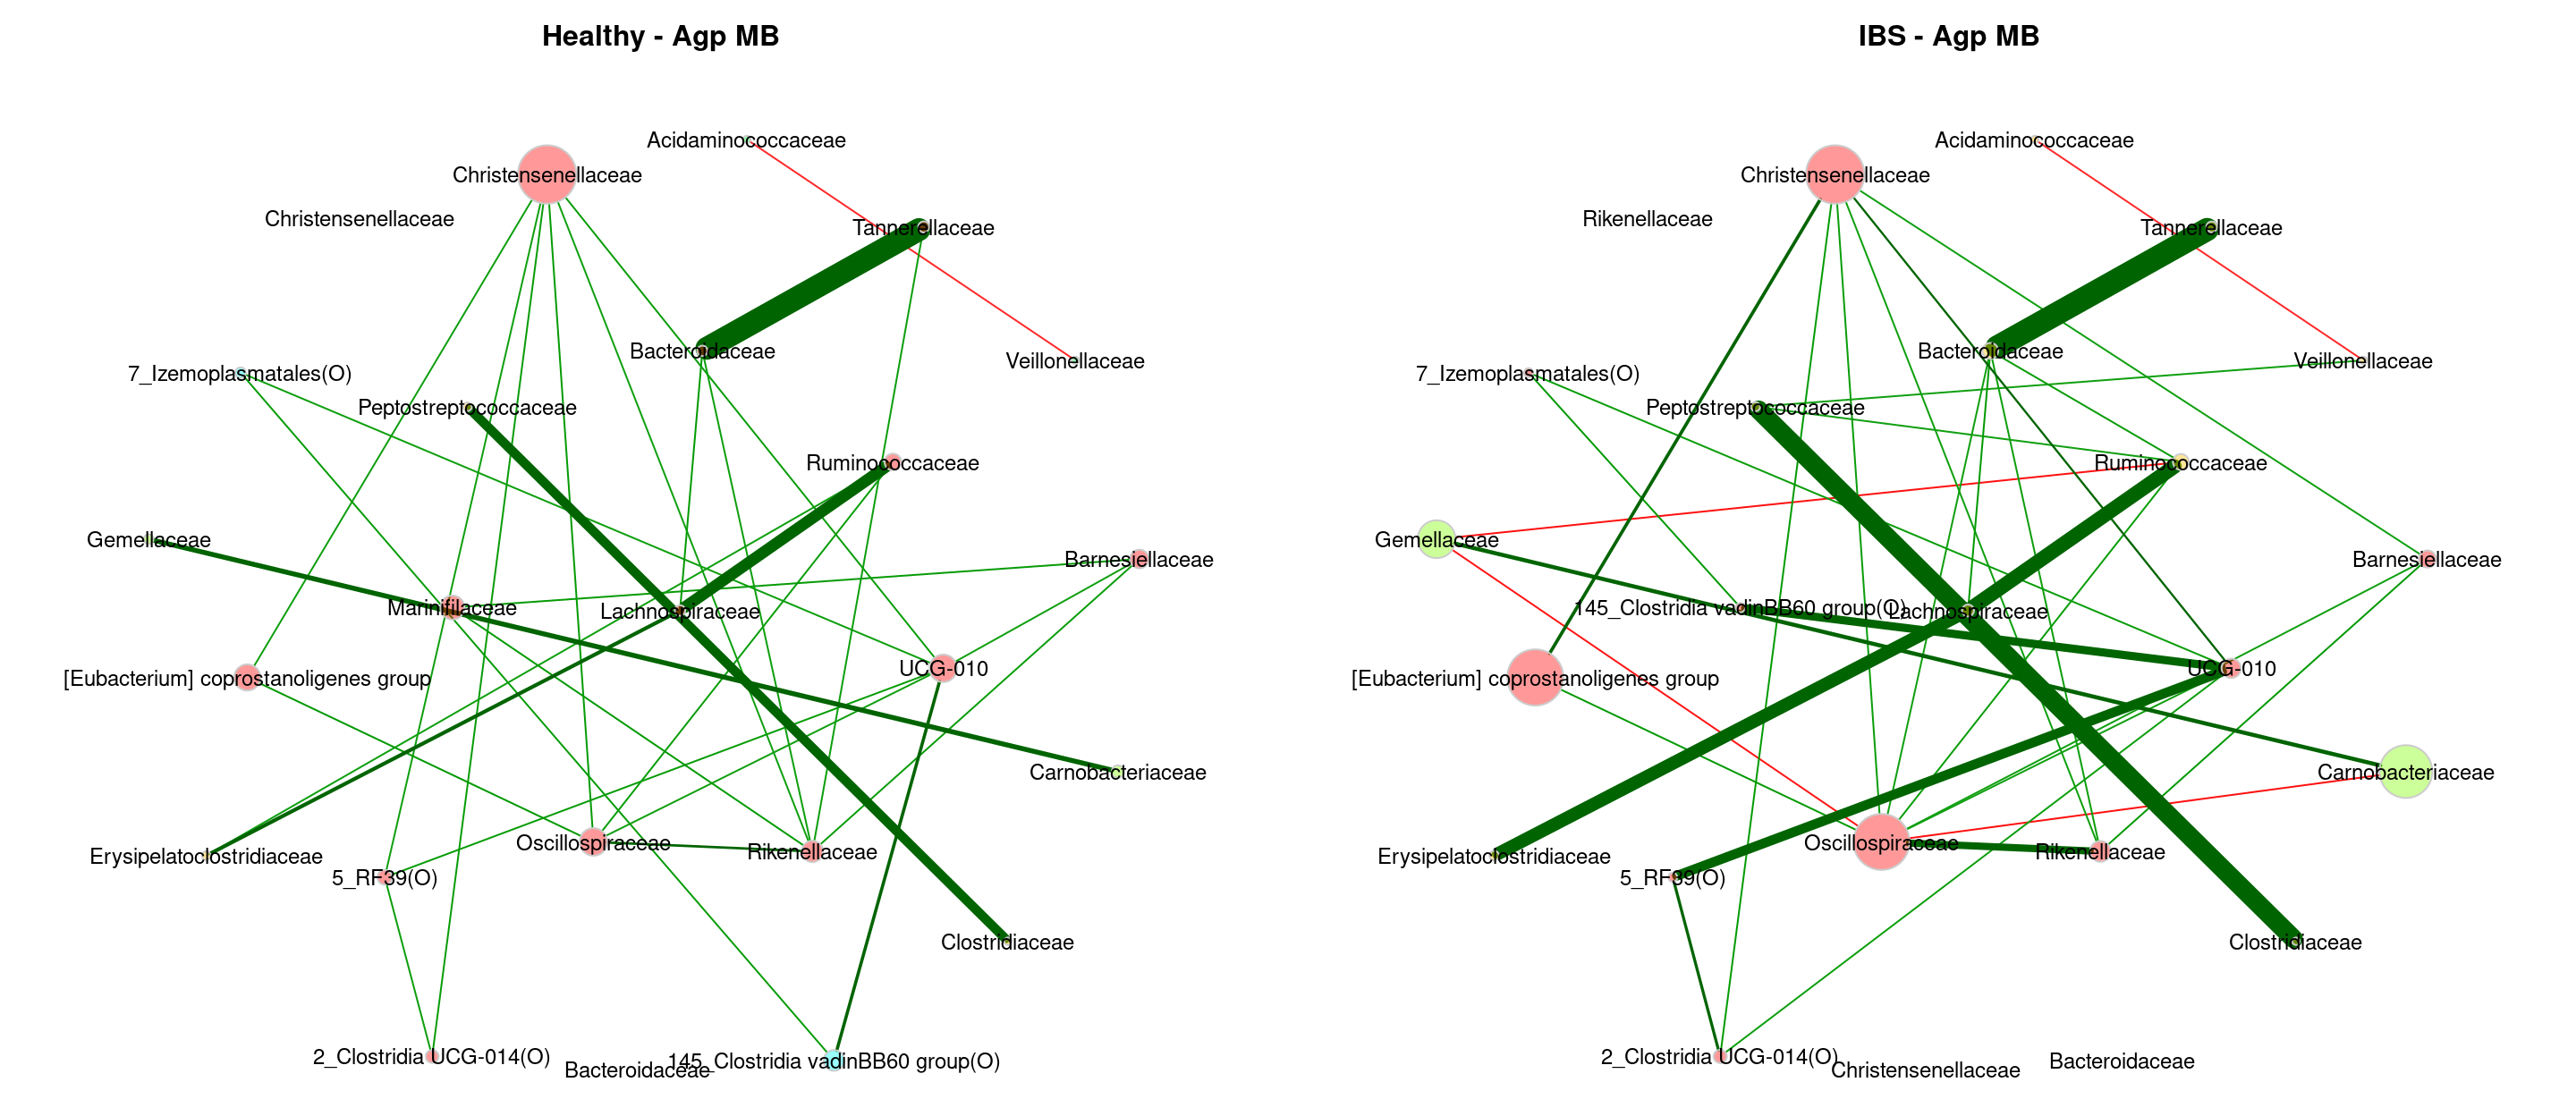 Healthy - Agp MB
Acidaminococcaceae
Christensenellaceae
Christensenellaceae
Tannerellaceae
Bacteroidaceae
Veillonellaceae
7_Izemoplasmatales(O)
Peptostreptococcaceae
Ruminococcaceae
Gemellaceae
Barnesiellaceae
Marinifilaceae
Lachnospiraceae
UCG-010
[Eubacterium] coprostanoligenes group
Carnobacteriaceae
Oscillospiraceae
Rikenellaceae
Erysipelatoclostridiaceae
5_RF39(O)
Clostridiaceae
2_Clostridia UCG-014(O)
Bacteroidaceae
145_Clostridia vadinBB60 group(O)
IBS - Agp MB
Acidaminococcaceae
Christensenellaceae
Rikenellaceae
Tannerellaceae
Bacteroidaceae
Veillonellaceae
7_Izemoplasmatales(O)
Peptostreptococcaceae
Ruminococcaceae
Gemellaceae
Barnesiellaceae
145_Clostridia vadinBB60 group(O)
Lachnospiraceae
UCG-010
[Eubacterium] coprostanoligenes group
Carnobacteriaceae
Oscillospiraceae
Rikenellaceae
Erysipelatoclostridiaceae
5_RF39(O)
Clostridiaceae
2_Clostridia UCG-014(O)
Christensenellaceae
Bacteroidaceae